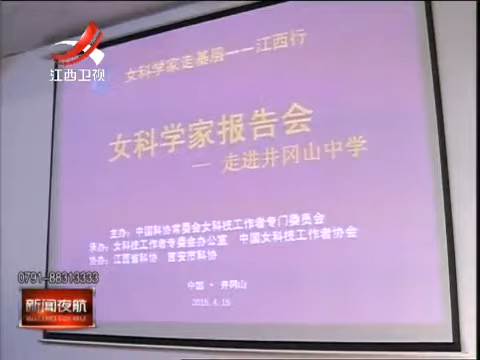 江西卫视
女科学家走基层——江西行
女科学家报告会
— 走进井冈山中学
主办：中国科协常委会女科技工作者专门委员会
承办：女科技工作者专委会办公室 中国女科技工作者协会
协办：江西省科协 吉安市科协
中国·井冈山
2015.4.15
0791-88313333
新闻夜航